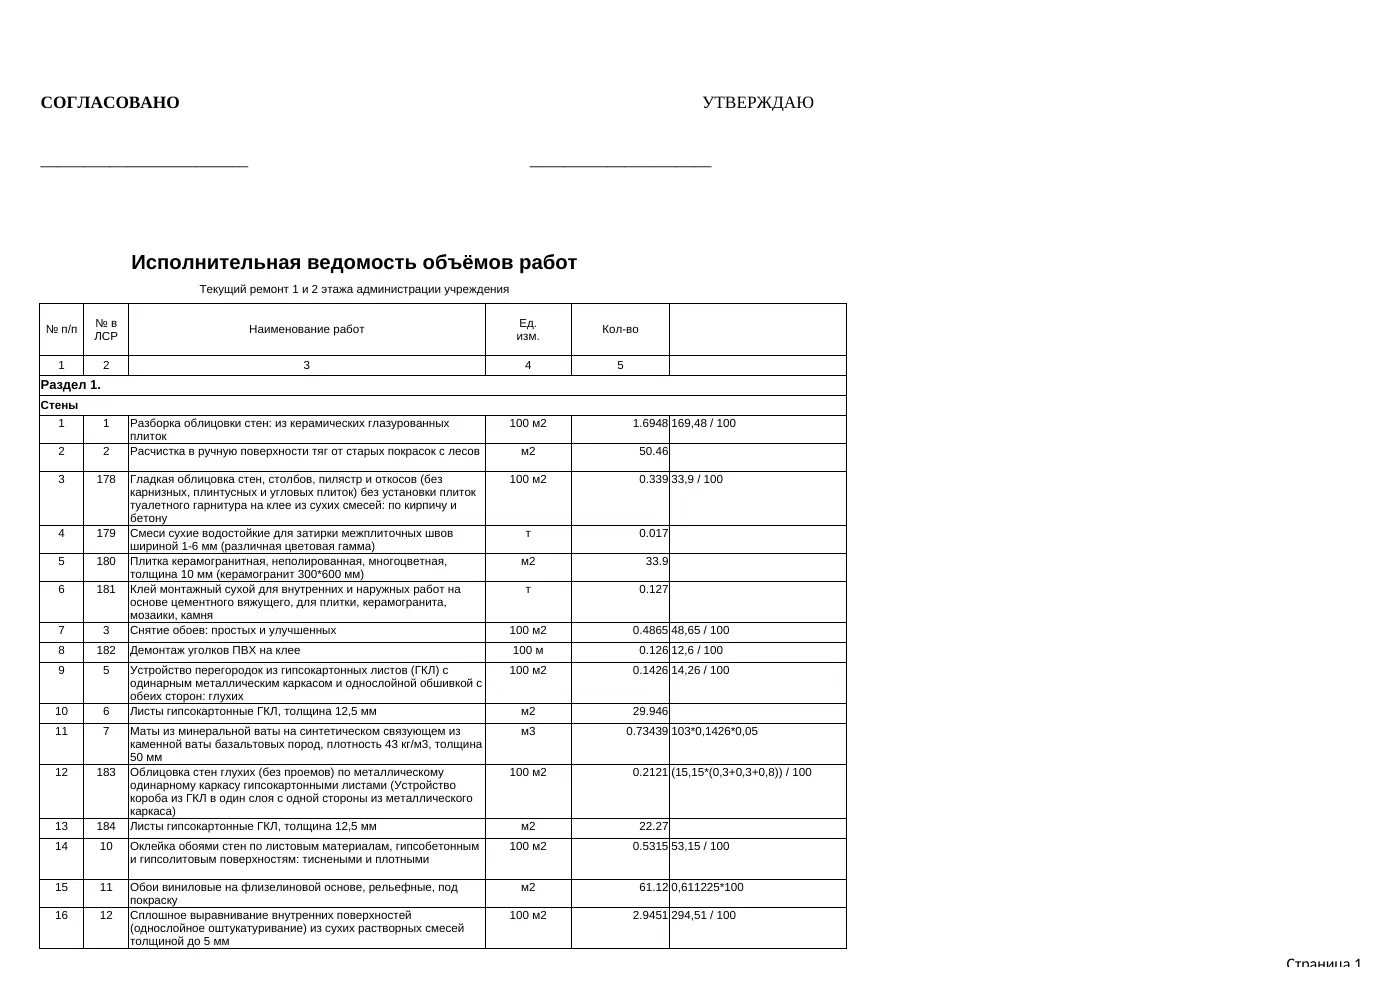 СОГЛАСОВАНО УТВЕРЖДАЮ
Исполнительная ведомость объёмов работ
Текущий ремонт 1 и 2 этажа администрации учреждения
№ п/п № в ЛСР Наименование работ Ед. изм. Кол-во
1 2 3 4 5
Раздел 1.
Стены
1 1 Разборка облицовки стен: из керамических глазурованных 100 м2 1.6948 169,48 / 100
плиток
2 2 Расчистка в ручную поверхности тяг от старых покрасок с лесов м2 50.46
3 178 Гладкая облицовка стен, столбов, пилястр и откосов (без 100 м2 0.339 33,9 / 100
карнизных, плинтусных и угловых плиток) без установки плиток
туалетного гарнитура на клее из сухих смесей: по кирпичу и
бетону
4 179 Смеси сухие водостойкие для затирки межплиточных швов т 0.017
шириной 1-6 мм (различная цветовая гамма)
5 180 Плитка керамогранитная, неполированная, многоцветная, м2 33.9
толщина 10 мм (керамогранит 300*600 мм)
6 181 Клей монтажный сухой для внутренних и наружных работ на т 0.127
основе цементного вяжущего, для плитки, керамогранита,
мозаики, камня
7 3 Снятие обоев: простых и улучшенных 100 м2 0.4865 48,65 / 100
8 182 Демонтаж уголков ПВХ на клее 100 м 0.126 12,6 / 100
9 5 Устройство перегородок из гипсокартонных листов (ГКЛ) с 100 м2 0.1426 14,26 / 100
одинарным металлическим каркасом и однослойной обшивкой с
обеих сторон: глухих
10 6 Листы гипсокартонные ГКЛ, толщина 12,5 мм м2 29.946
11 7 Маты из минеральной ваты на синтетическом связующем из м3 0.73439 103*0,1426*0,05
каменной ваты базальтовых пород, плотность 43 кг/м3, толщина
50 мм
12 183 Облицовка стен глухих (без проемов) по металлическому 100 м2 0.2121 (15,15*(0,3+0,3+0,8)) / 100
одинарному каркасу гипсокартонными листами (Устройство
короба из ГКЛ в один слоя с одной стороны из металлического
каркаса)
13 184 Листы гипсокартонные ГКЛ, толщина 12,5 мм м2 22.27
14 10 Оклейка обоями стен по листовым материалам, гипсобетонным 100 м2 0.5315 53,15 / 100
и гипсолитовым поверхностям: тиснеными и плотными
15 11 Обои виниловые на флизелиновой основе, рельефные, под м2 61.12 0,611225*100
покраску
16 12 Сплошное выравнивание внутренних поверхностей 100 м2 2.9451 294,51 / 100
(однослойное оштукатуривание) из сухих растворных смесей
толщиной до 5 мм
Страница 1